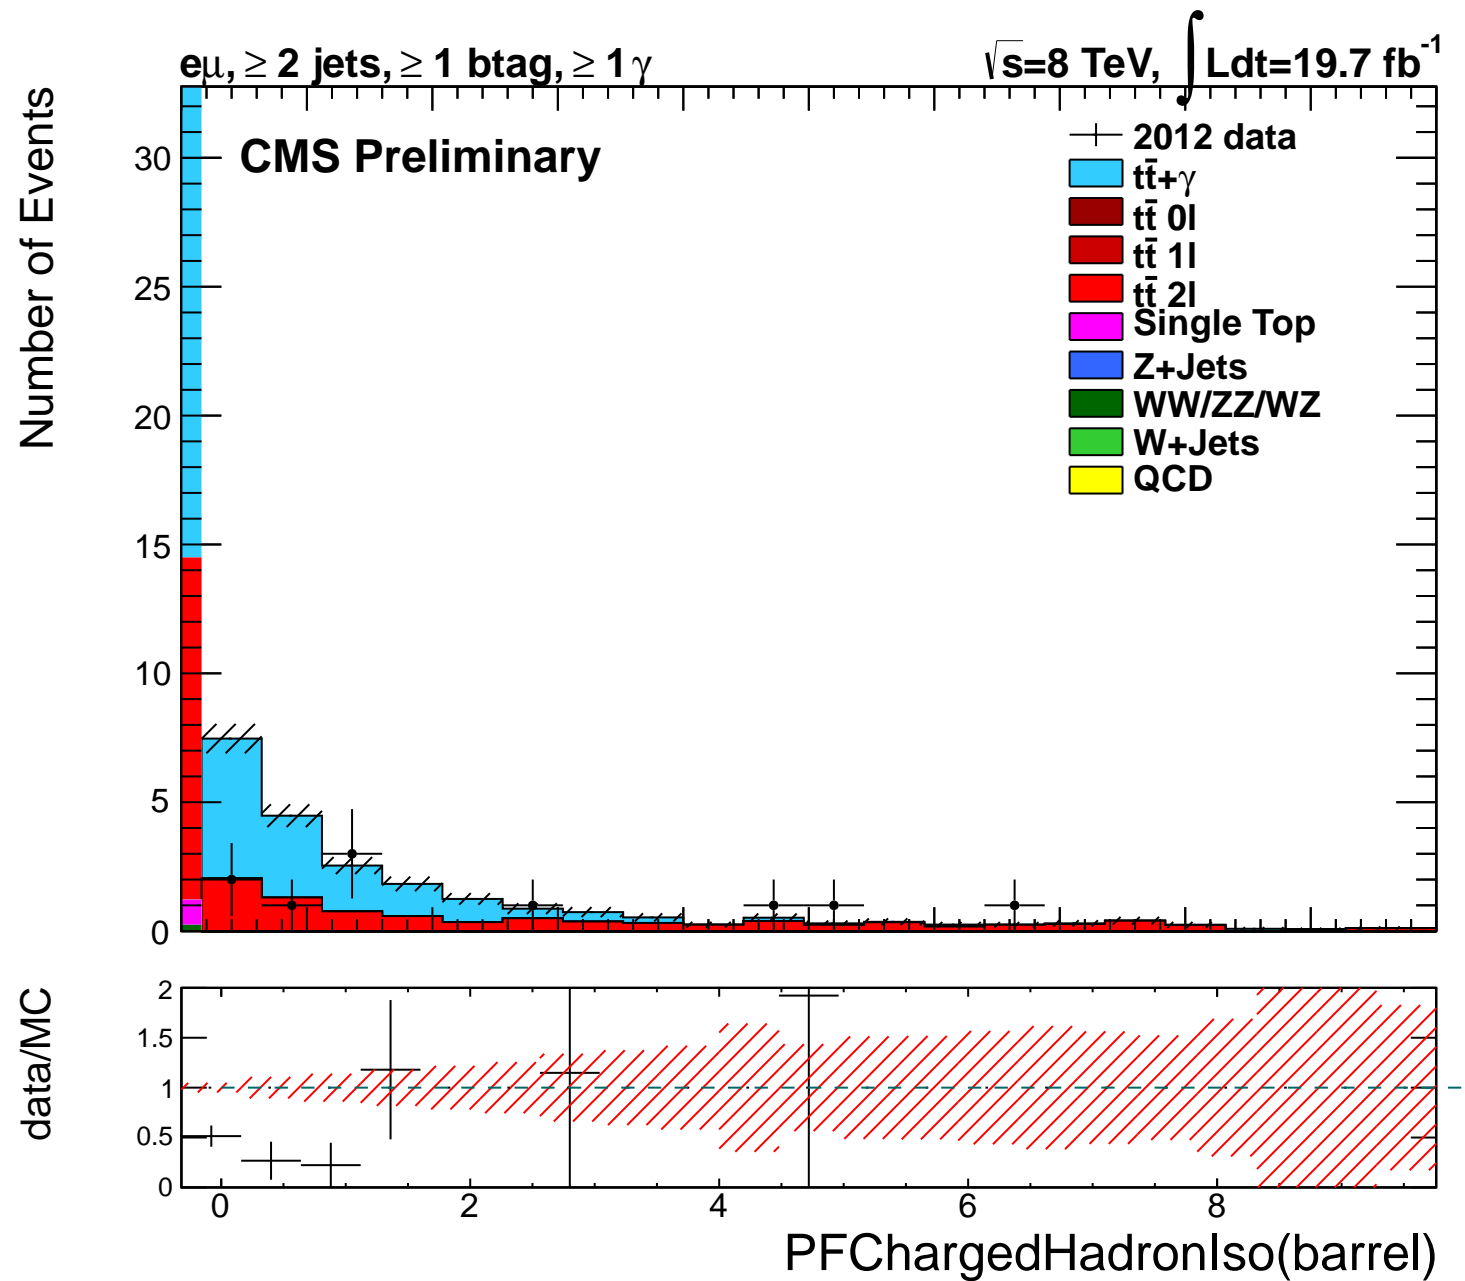 eμ, ≥ 2 jets, ≥ 1 btag, ≥ 1 γ
√s=8 TeV, ∫Ldt=19.7 fb⁻¹
CMS Preliminary
Number of Events
30
25
20
15
10
5
0
2012 data
tt̄+γ
tt̄ 0l
tt̄ 1l
tt̄ 2l
Single Top
Z+Jets
WW/ZZ/WZ
W+Jets
QCD
data/MC
2
1.5
1
0.5
0
0 2 4 6 8
PFChargedHadronIso(barrel)